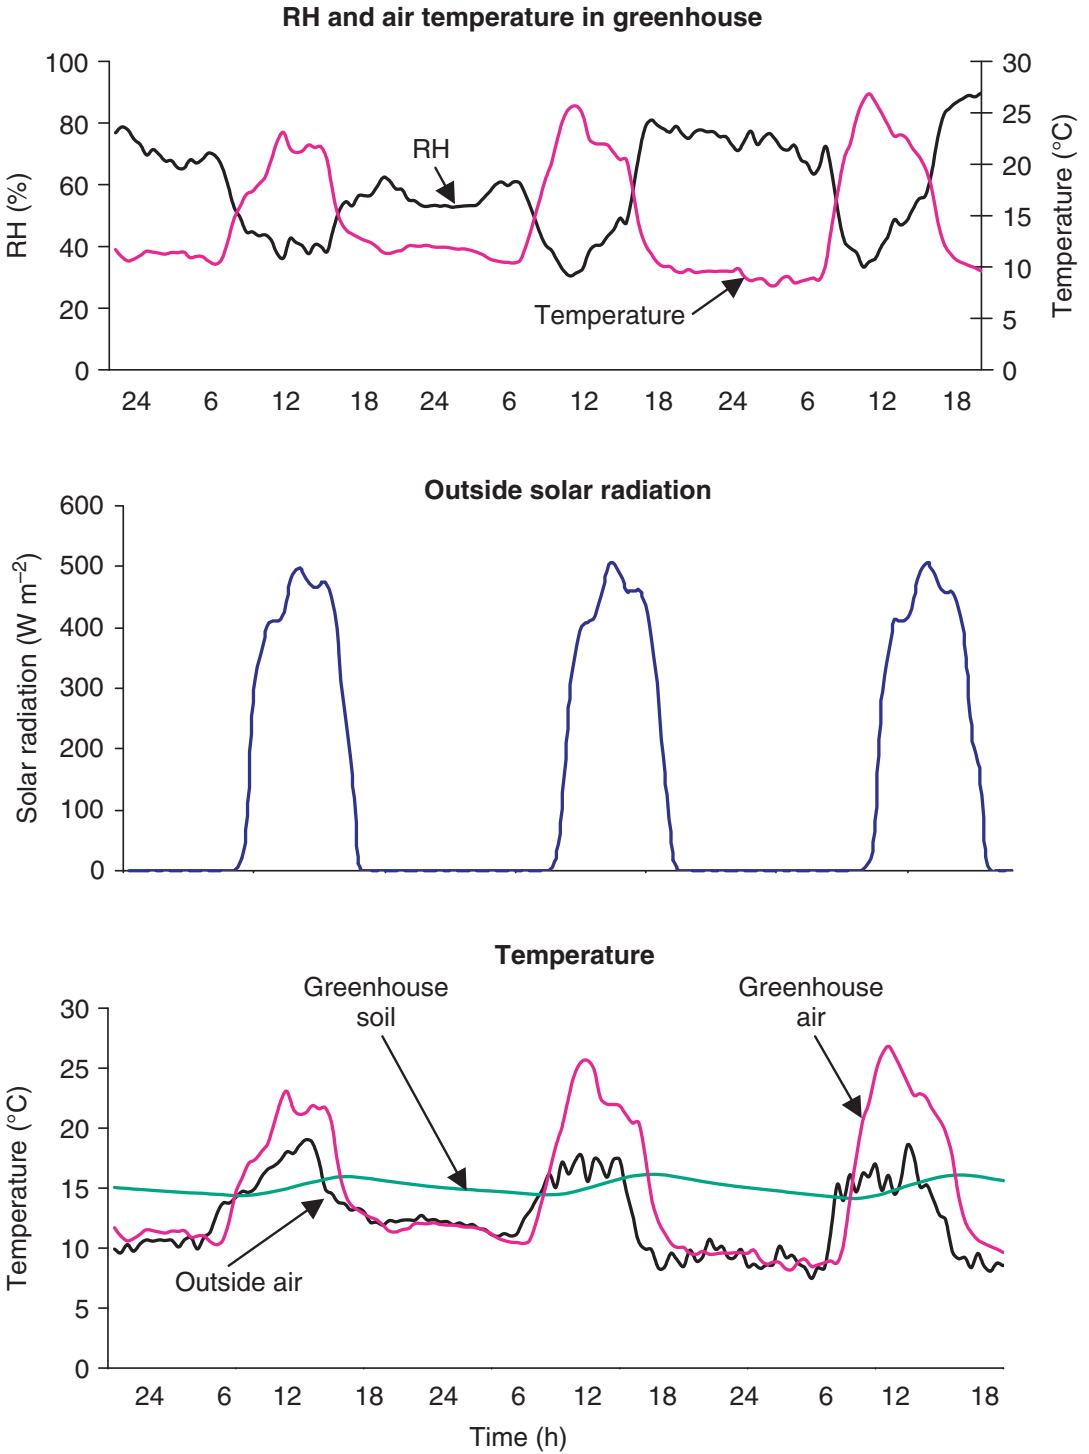 RH and air temperature in greenhouse
100
80
60
40
20
0
RH (%)
30
25
20
15
10
5
0
Temperature (°C)
RH
Temperature
24 6 12 18 24 6 12 18 24 6 12 18
Outside solar radiation
600
500
400
300
200
100
0
Solar radiation (W m−2)
Temperature
Greenhouse
soil
Greenhouse
air
30
25
20
15
10
5
0
Temperature (°C)
Outside air
24 6 12 18 24 6 12 18 24 6 12 18
Time (h)